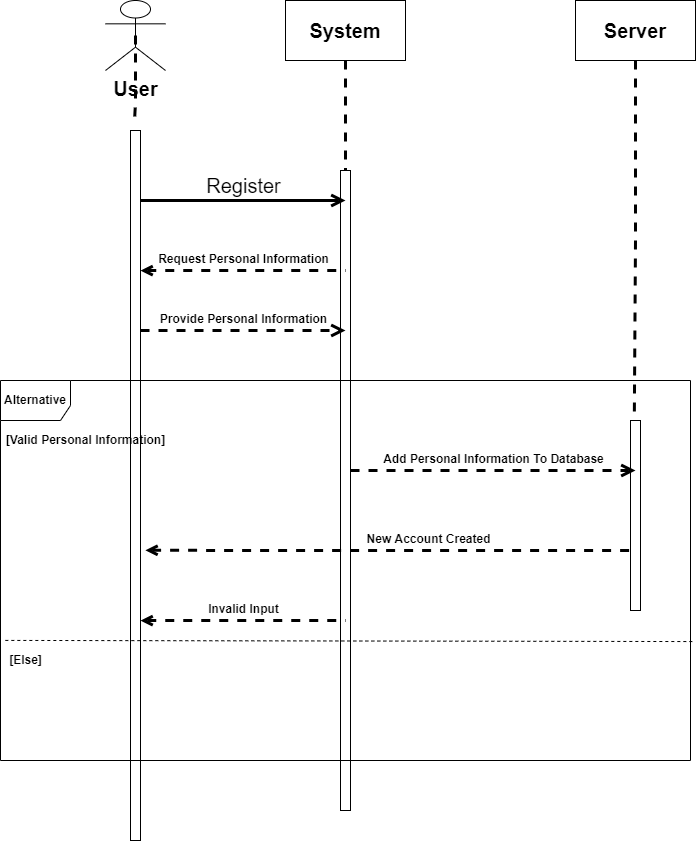 System
Server
User
Register
Request Personal Information
Provide Personal Information
Alternative
[Valid Personal Information]
Add Personal Information To Database
New Account Created
Invalid Input
[Else]